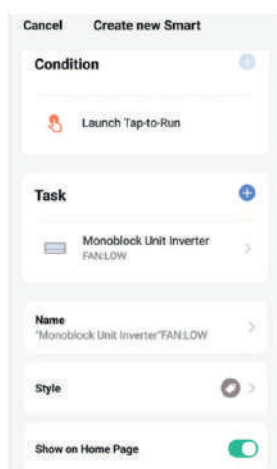 Cancel Create new Smart
Condition
Launch Tap-to-Run
Task
Monoblock Unit Inverter
FAN:LOW
Name
"Monoblock Unit Inverter"FAN:LOW
Style
Show on Home Page